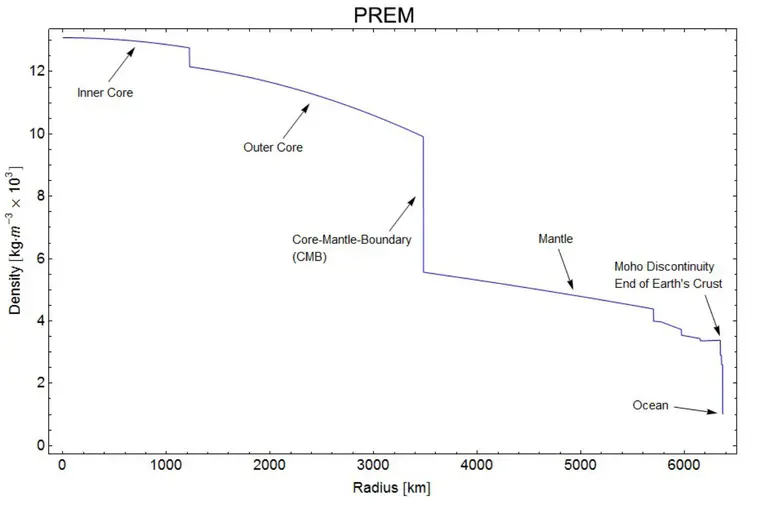 PREM
12
10
8
6
4
2
0
Density [kg·m⁻³ × 10³]
Inner Core
Outer Core
Core-Mantle-Boundary
(CMB)
Mantle
Moho Discontinuity
End of Earth's Crust
Ocean
0 1000 2000 3000 4000 5000 6000
Radius [km]